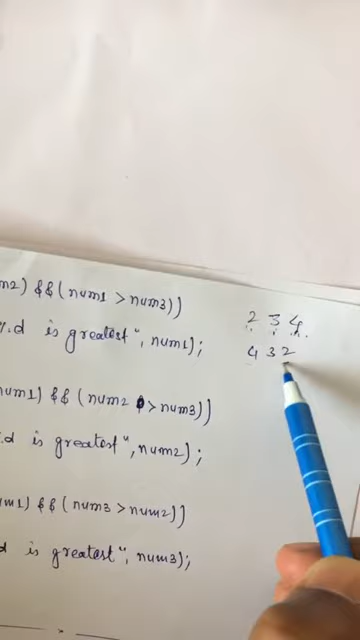 m2) && (num1 > num3))
%.d is greatest", num1);
2 3 4
4 3 2
num1) && (num2 > num3))
.d is greatest", num2);
um1) && (num3 > num2))
d is greatest", num3);